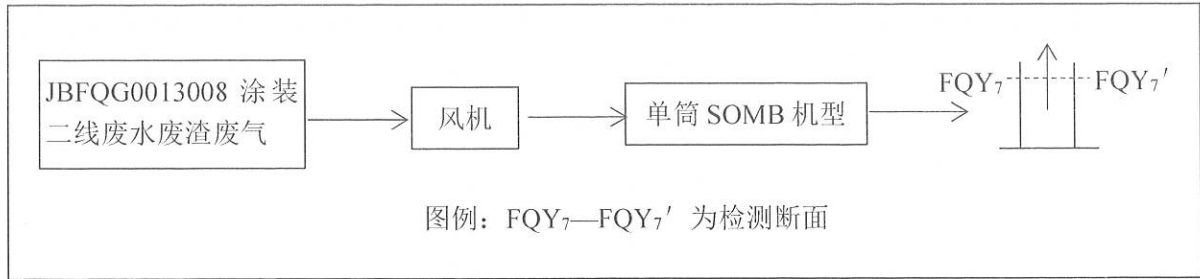 JBFQG0013008 涂装
二线废水废渣废气
风机
单筒 SOMB 机型
FQY₇
FQY₇′
图例：FQY₇—FQY₇′ 为检测断面